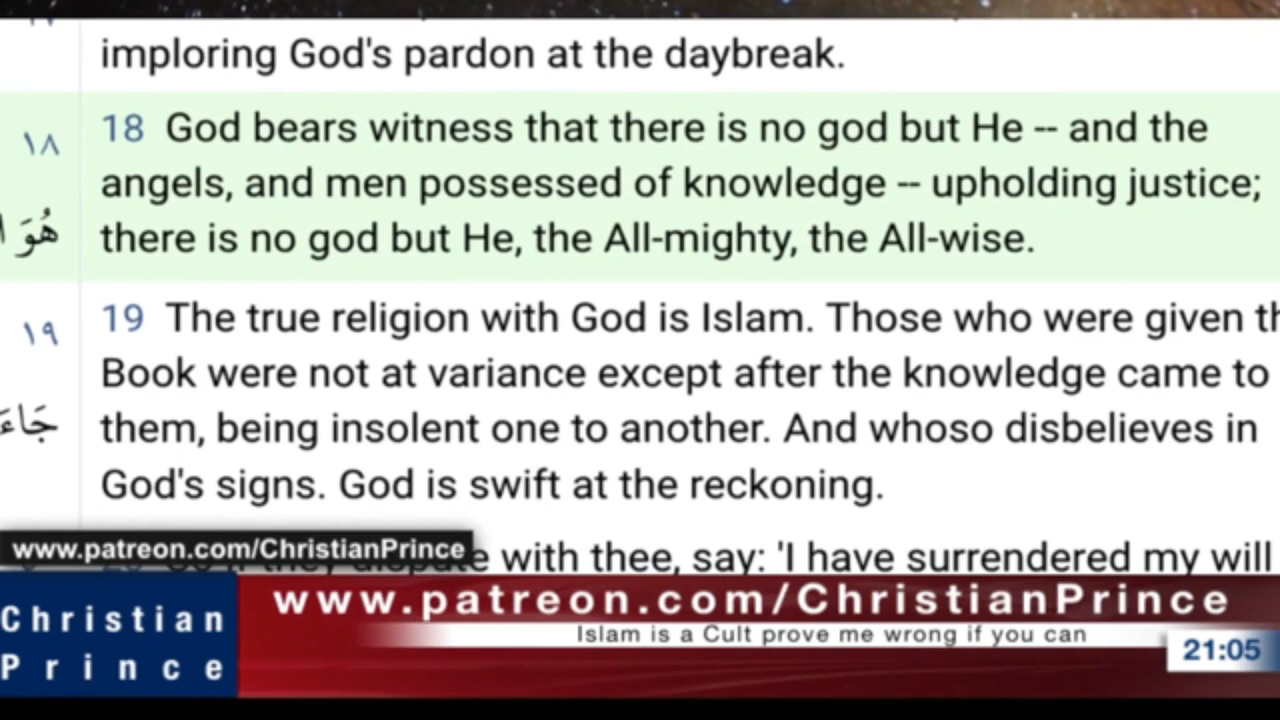 imploring God's pardon at the daybreak.
١٨
18 God bears witness that there is no god but He -- and the
angels, and men possessed of knowledge -- upholding justice;
هُوَ
there is no god but He, the All-mighty, the All-wise.
١٩
19 The true religion with God is Islam. Those who were given
Book were not at variance except after the knowledge came to
جَاءَ
them, being insolent one to another. And whoso disbelieves in
God's signs. God is swift at the reckoning.
with thee, say: 'I have surrendered my will
www.patreon.com/ChristianPrince
www.patreon.com/ChristianPrince
Islam is a Cult prove me wrong if you can
Christian
Prince
21:05